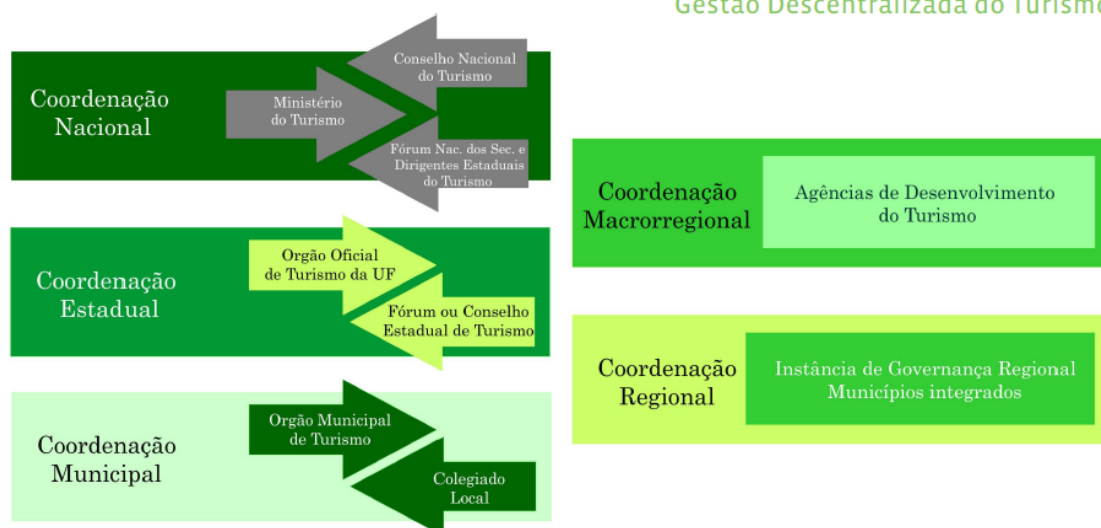 Gestão Descentralizada do Turismo
Coordenação
Nacional
Conselho Nacional
do Turismo
Ministério
do Turismo
Fórum Nac. dos Sec. e
Dirigentes Estaduais
do Turismo
Coordenação
Estadual
Orgão Oficial
de Turismo da UF
Fórum ou Conselho
Estadual de Turismo
Coordenação
Municipal
Orgão Municipal
de Turismo
Colegiado
Local
Coordenação
Macrorregional
Agências de Desenvolvimento
do Turismo
Coordenação
Regional
Instância de Governança Regional
Municípios integrados